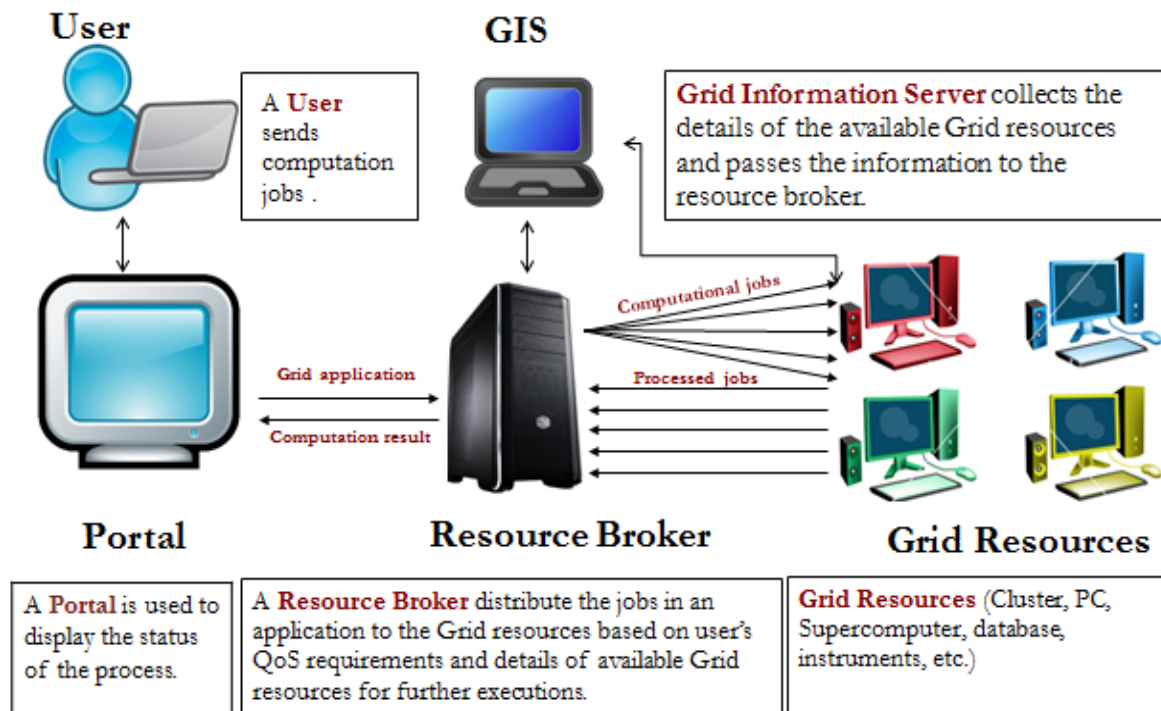 User
GIS
A User
sends
computation
jobs .
Grid Information Server collects the
details of the available Grid resources
and passes the information to the
resource broker.
Computational jobs
Grid application
Processed jobs
Computation result
Portal
Resource Broker
Grid Resources
A Portal is used to
display the status
of the process.
A Resource Broker distribute the jobs in an
application to the Grid resources based on user's
QoS requirements and details of available Grid
resources for further executions.
Grid Resources (Cluster, PC,
Supercomputer, database,
instruments, etc.)